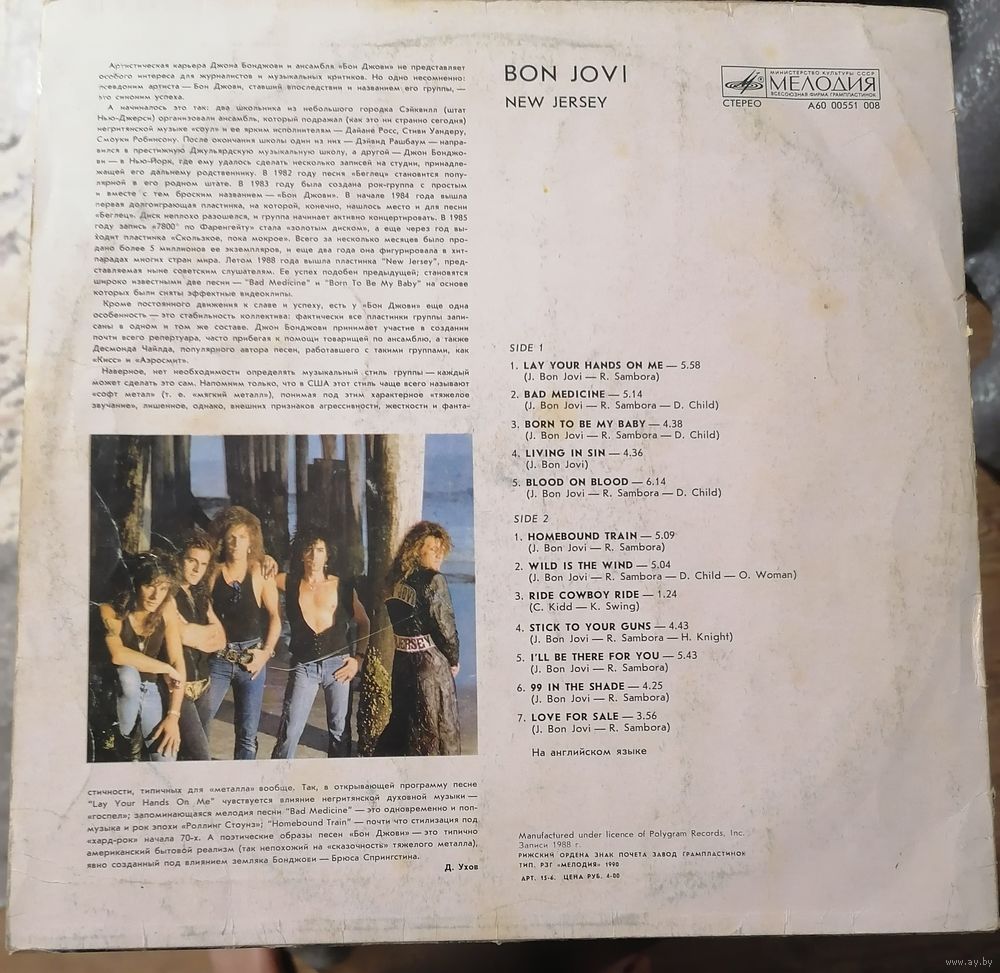 Артистическая карьера Джона Бонджови и ансамбля «Бон Джови» не представляет
особого интереса для журналистов и музыкальных критиков. Но одно несомненно:
псевдоним артиста — Бон Джови, ставший впоследствии и названием его группы, —
это синоним успеха.
А начиналось это так: два школьника из небольшого городка Сэйквилл (штат
Нью-Джерси) организовали ансамбль, который подражал (как это ни странно сегодня)
негритянской музыке «соул» и ее ярким исполнителям — Дайане Росс, Стиви Уандеру,
Смоуки Робинсону. После окончания школы один из них — Дэйвид Рашбаум — напра-
вился в престижную Джульярдскую музыкальную школу, а другой — Джон Бонджо-
ви — в Нью-Йорк, где ему удалось сделать несколько записей на студии, принадле-
жащей его дальнему родственнику. В 1982 году песня «Беглец» становится попу-
лярной в его родном штате. В 1983 году была создана рок-группа с простым
и вместе с тем броским названием — «Бон Джови». В начале 1984 года вышла
первая долгоиграющая пластинка, на которой, конечно, нашлось место и для песни
«Беглец». Диск неплохо разошелся, и группа начинает активно концертировать. В 1985
году запись «7800° по Фаренгейту» стала «золотым диском», а еще через год вы-
ходит пластинка «Скользкое, пока мокрое». Всего за несколько месяцев было про-
дано более 5 миллионов ее экземпляров, и еще два года она фигурировала в хит-
парадах многих стран мира. Летом 1988 года вышла пластинка "New Jersey", пред-
ставляемая ныне советским слушателям. Ее успех подобен предыдущей; становятся
широко известными две песни — "Bad Medicine" и "Born To Be My Baby" на основе
которых были сняты эффектные видеоклипы.
Кроме постоянного движения к славе и успеху, есть у «Бон Джови» еще одна
особенность — это стабильность коллектива: фактически все пластинки группы запи-
саны в одном и том же составе. Джон Бонджови принимает участие в создании
почти всего репертуара, часто прибегая к помощи товарищей по ансамблю, а также
Десмонда Чайлда, популярного автора песен, работавшего с такими группами, как
«Кисс» и «Аэросмит».
Наверное, нет необходимости определять музыкальный стиль группы — каждый
может сделать это сам. Напомним только, что в США этот стиль чаще всего называют
«софт метал» (т. е. «мягкий металл»), понимая под этим характерное «тяжелое
звучание», лишенное, однако, внешних признаков агрессивности, жесткости и фанта-
JERSEY
стичности, типичных для «металла» вообще. Так, в открывающей программу песне
"Lay Your Hands On Me" чувствуется влияние негритянской духовной музыки —
«госпел»; запоминающаяся мелодия песни "Bad Medicine" — это одновременно и поп-
музыка и рок эпохи «Роллинг Стоунз»; "Homebound Train" — почти что стилизация под
«хард-рок» начала 70-х. А поэтические образы песен «Бон Джови» — это типично
американский бытовой реализм (так непохожий на «сказочность» тяжелого металла),
явно созданный под влиянием земляка Бонджови — Брюса Спрингстина.
Д. Ухов
BON JOVI
NEW JERSEY
МИНИСТЕРСТВО КУЛЬТУРЫ СССР
МЕЛОДИЯ
ВСЕСОЮЗНАЯ ФИРМА ГРАМПЛАСТИНОК
СТЕРЕО А60 00551 008
SIDE 1
1. LAY YOUR HANDS ON ME — 5.58
(J. Bon Jovi — R. Sambora)
2. BAD MEDICINE — 5.14
(J. Bon Jovi — R. Sambora — D. Child)
3. BORN TO BE MY BABY — 4.38
(J. Bon Jovi — R. Sambora — D. Child)
4. LIVING IN SIN — 4.36
(J. Bon Jovi)
5. BLOOD ON BLOOD — 6.14
(J. Bon Jovi — R. Sambora — D. Child)
SIDE 2
1. HOMEBOUND TRAIN — 5.09
(J. Bon Jovi — R. Sambora)
2. WILD IS THE WIND — 5.04
(J. Bon Jovi — R. Sambora — D. Child — O. Woman)
3. RIDE COWBOY RIDE — 1.24
(C. Kidd — K. Swing)
4. STICK TO YOUR GUNS — 4.43
(J. Bon Jovi — R. Sambora — H. Knight)
5. I'LL BE THERE FOR YOU — 5.43
(J. Bon Jovi — R. Sambora)
6. 99 IN THE SHADE — 4.25
(J. Bon Jovi — R. Sambora)
7. LOVE FOR SALE — 3.56
(J. Bon Jovi — R. Sambora)
На английском языке
Manufactured under licence of Polygram Records, Inc.
Записи 1988 г.
РИЖСКИЙ ОРДЕНА ЗНАК ПОЧЕТА ЗАВОД ГРАМПЛАСТИНОК
ТИП. РЗГ «МЕЛОДИЯ» 1990
АРТ. 15-6. ЦЕНА РУБ. 4-00
www.ay.by